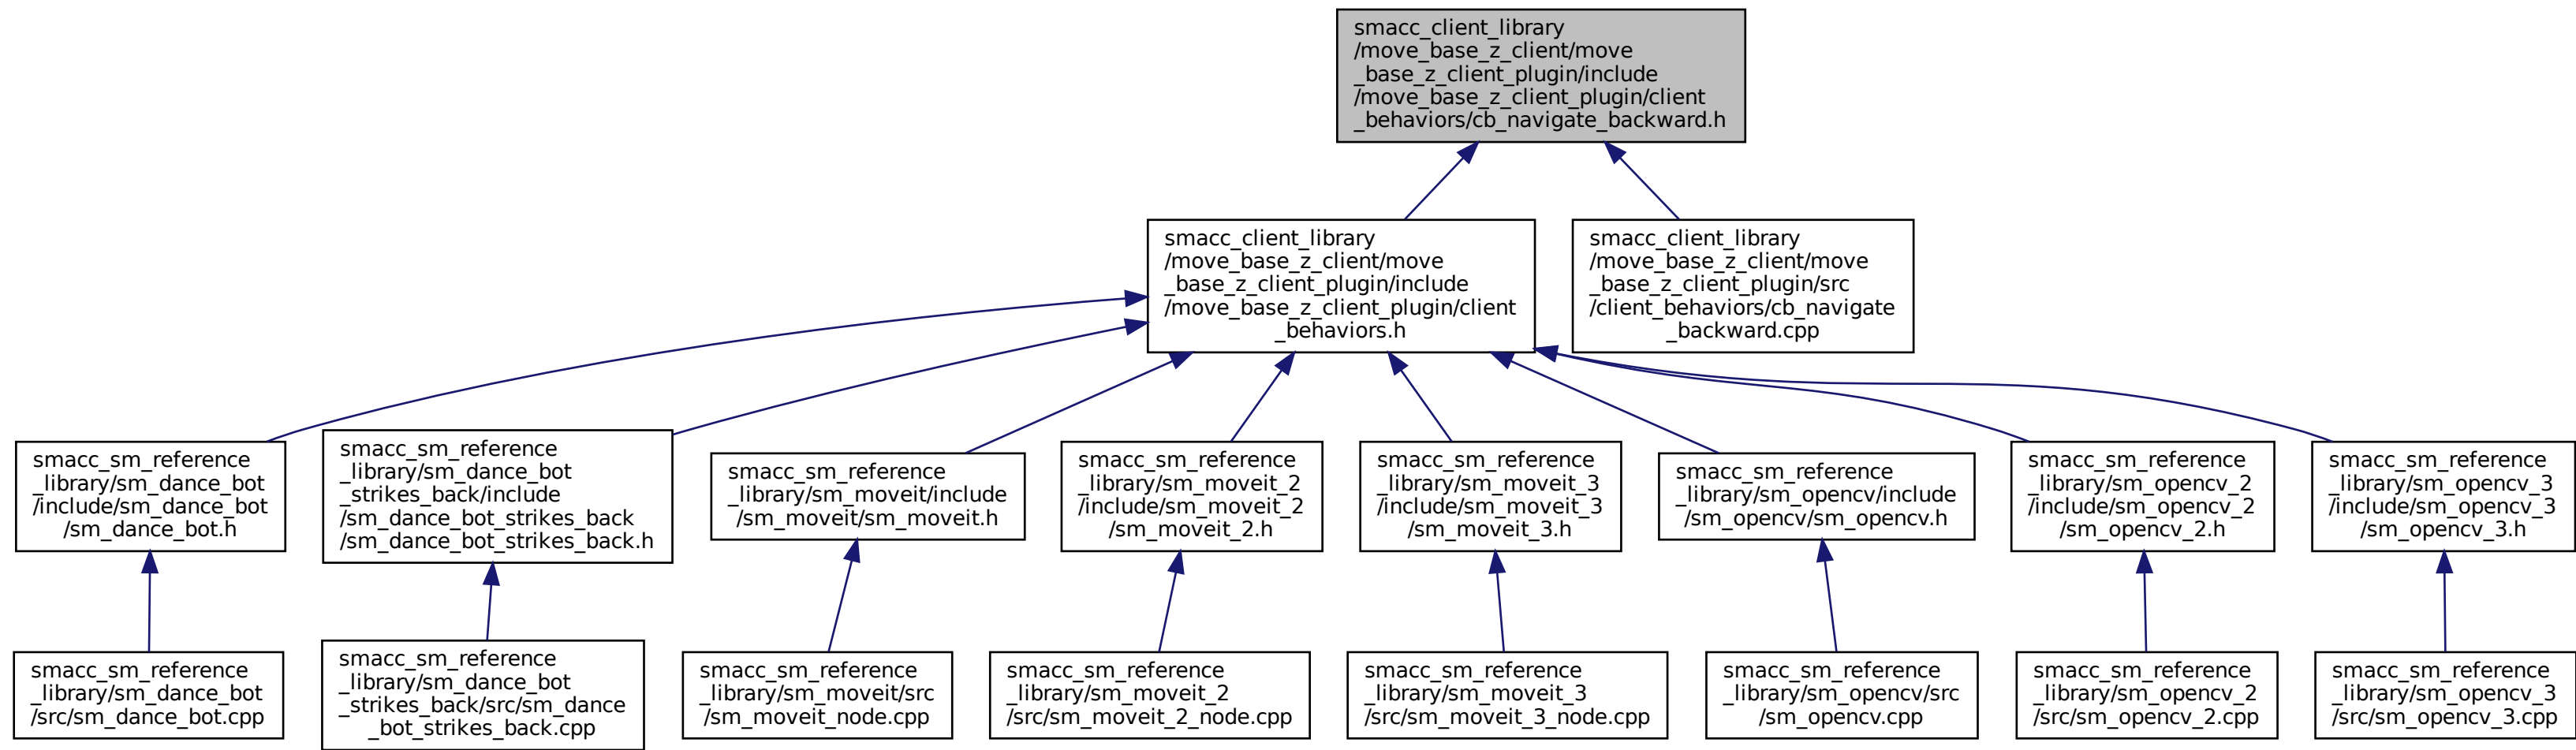 smacc_client_library
/move_base_z_client/move
_base_z_client_plugin/include
/move_base_z_client_plugin/client
_behaviors/cb_navigate_backward.h
smacc_client_library
/move_base_z_client/move
_base_z_client_plugin/include
/move_base_z_client_plugin/client
_behaviors.h
smacc_client_library
/move_base_z_client/move
_base_z_client_plugin/src
/client_behaviors/cb_navigate
_backward.cpp
smacc_sm_reference
_library/sm_dance_bot
/include/sm_dance_bot
/sm_dance_bot.h
smacc_sm_reference
_library/sm_dance_bot
_strikes_back/include
/sm_dance_bot_strikes_back
/sm_dance_bot_strikes_back.h
smacc_sm_reference
_library/sm_moveit/include
/sm_moveit/sm_moveit.h
smacc_sm_reference
_library/sm_moveit_2
/include/sm_moveit_2
/sm_moveit_2.h
smacc_sm_reference
_library/sm_moveit_3
/include/sm_moveit_3
/sm_moveit_3.h
smacc_sm_reference
_library/sm_opencv/include
/sm_opencv/sm_opencv.h
smacc_sm_reference
_library/sm_opencv_2
/include/sm_opencv_2
/sm_opencv_2.h
smacc_sm_reference
_library/sm_opencv_3
/include/sm_opencv_3
/sm_opencv_3.h
smacc_sm_reference
_library/sm_dance_bot
/src/sm_dance_bot.cpp
smacc_sm_reference
_library/sm_dance_bot
_strikes_back/src/sm_dance
_bot_strikes_back.cpp
smacc_sm_reference
_library/sm_moveit/src
/sm_moveit_node.cpp
smacc_sm_reference
_library/sm_moveit_2
/src/sm_moveit_2_node.cpp
smacc_sm_reference
_library/sm_moveit_3
/src/sm_moveit_3_node.cpp
smacc_sm_reference
_library/sm_opencv/src
/sm_opencv.cpp
smacc_sm_reference
_library/sm_opencv_2
/src/sm_opencv_2.cpp
smacc_sm_reference
_library/sm_opencv_3
/src/sm_opencv_3.cpp